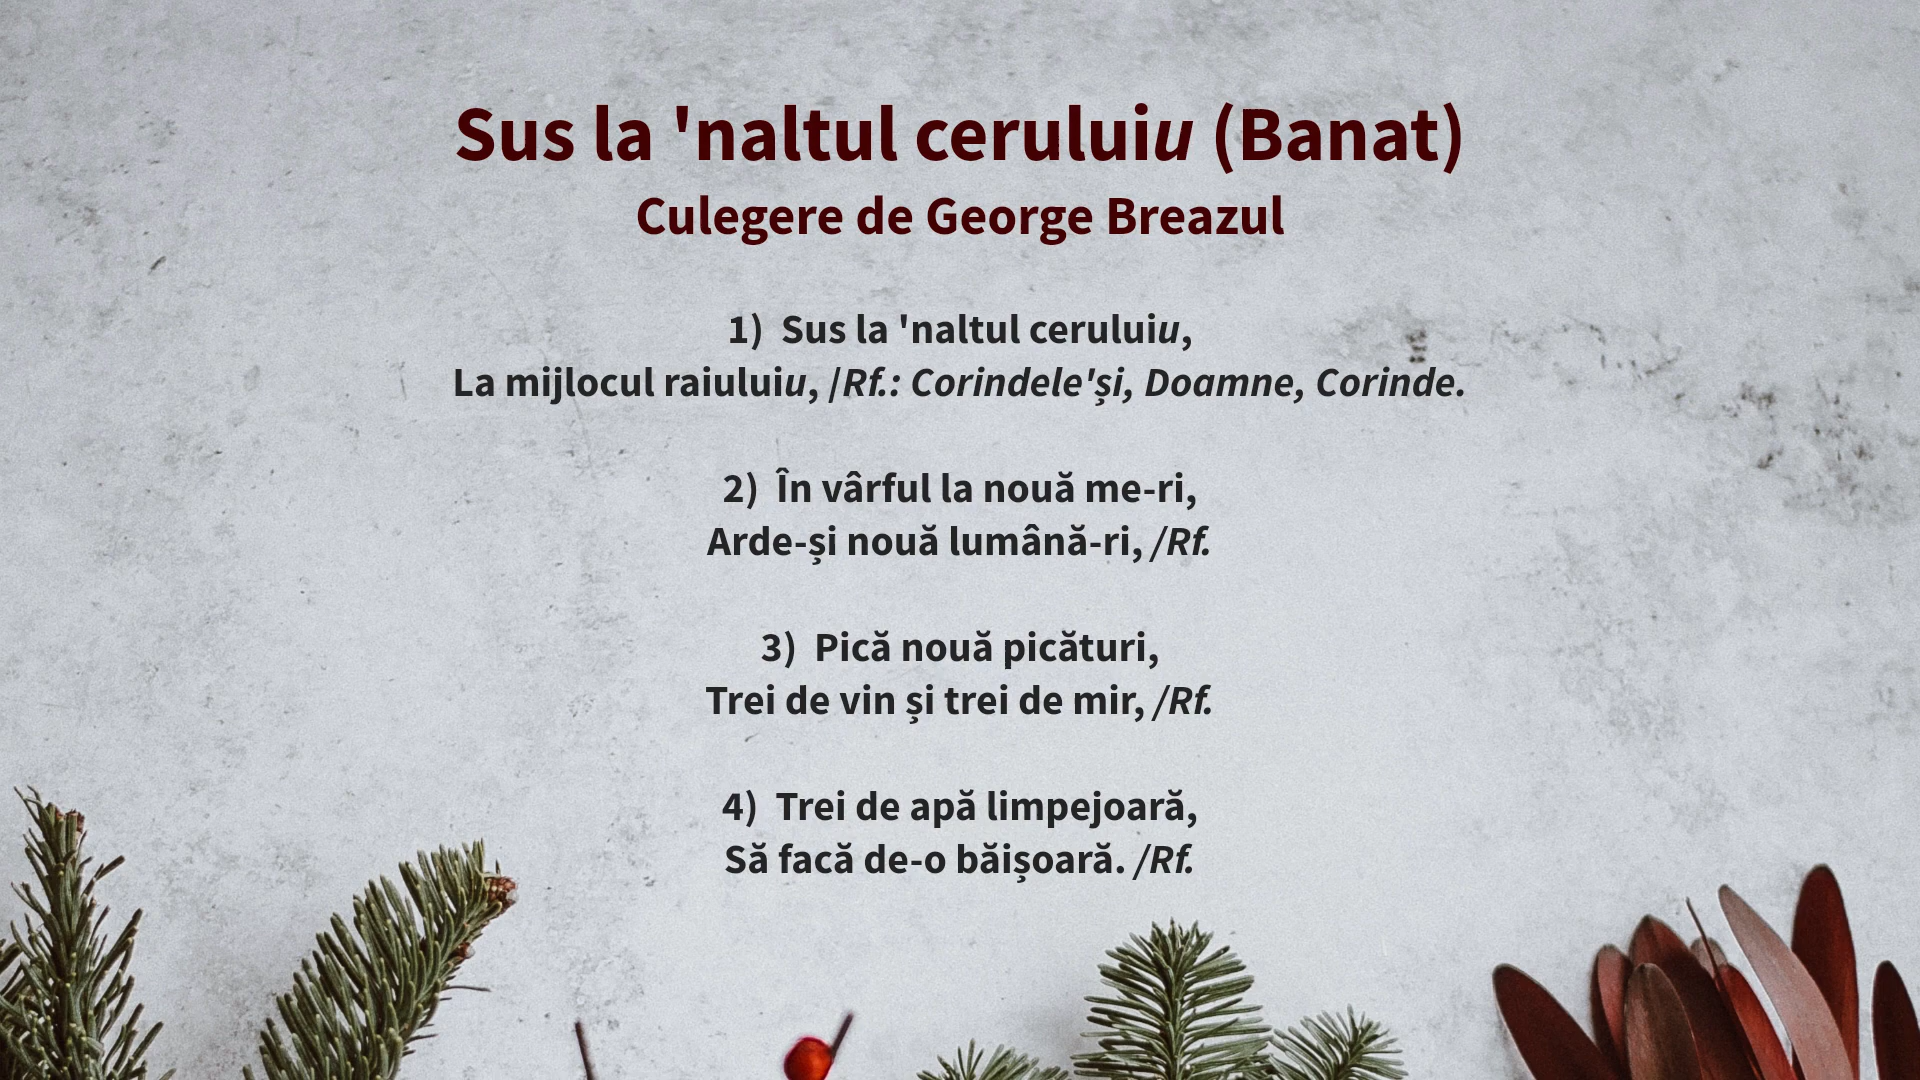 Sus la 'naltul ceruluiu (Banat)
Culegere de George Breazul
1) Sus la 'naltul ceruluiu,
La mijlocul raiuluiu, /Rf.: Corindele'și, Doamne, Corinde.
2) În vârful la nouă me-ri,
Arde-și nouă lumână-ri, /Rf.
3) Pică nouă picături,
Trei de vin și trei de mir, /Rf.
4) Trei de apă limpejoară,
Să facă de-o băișoară. /Rf.